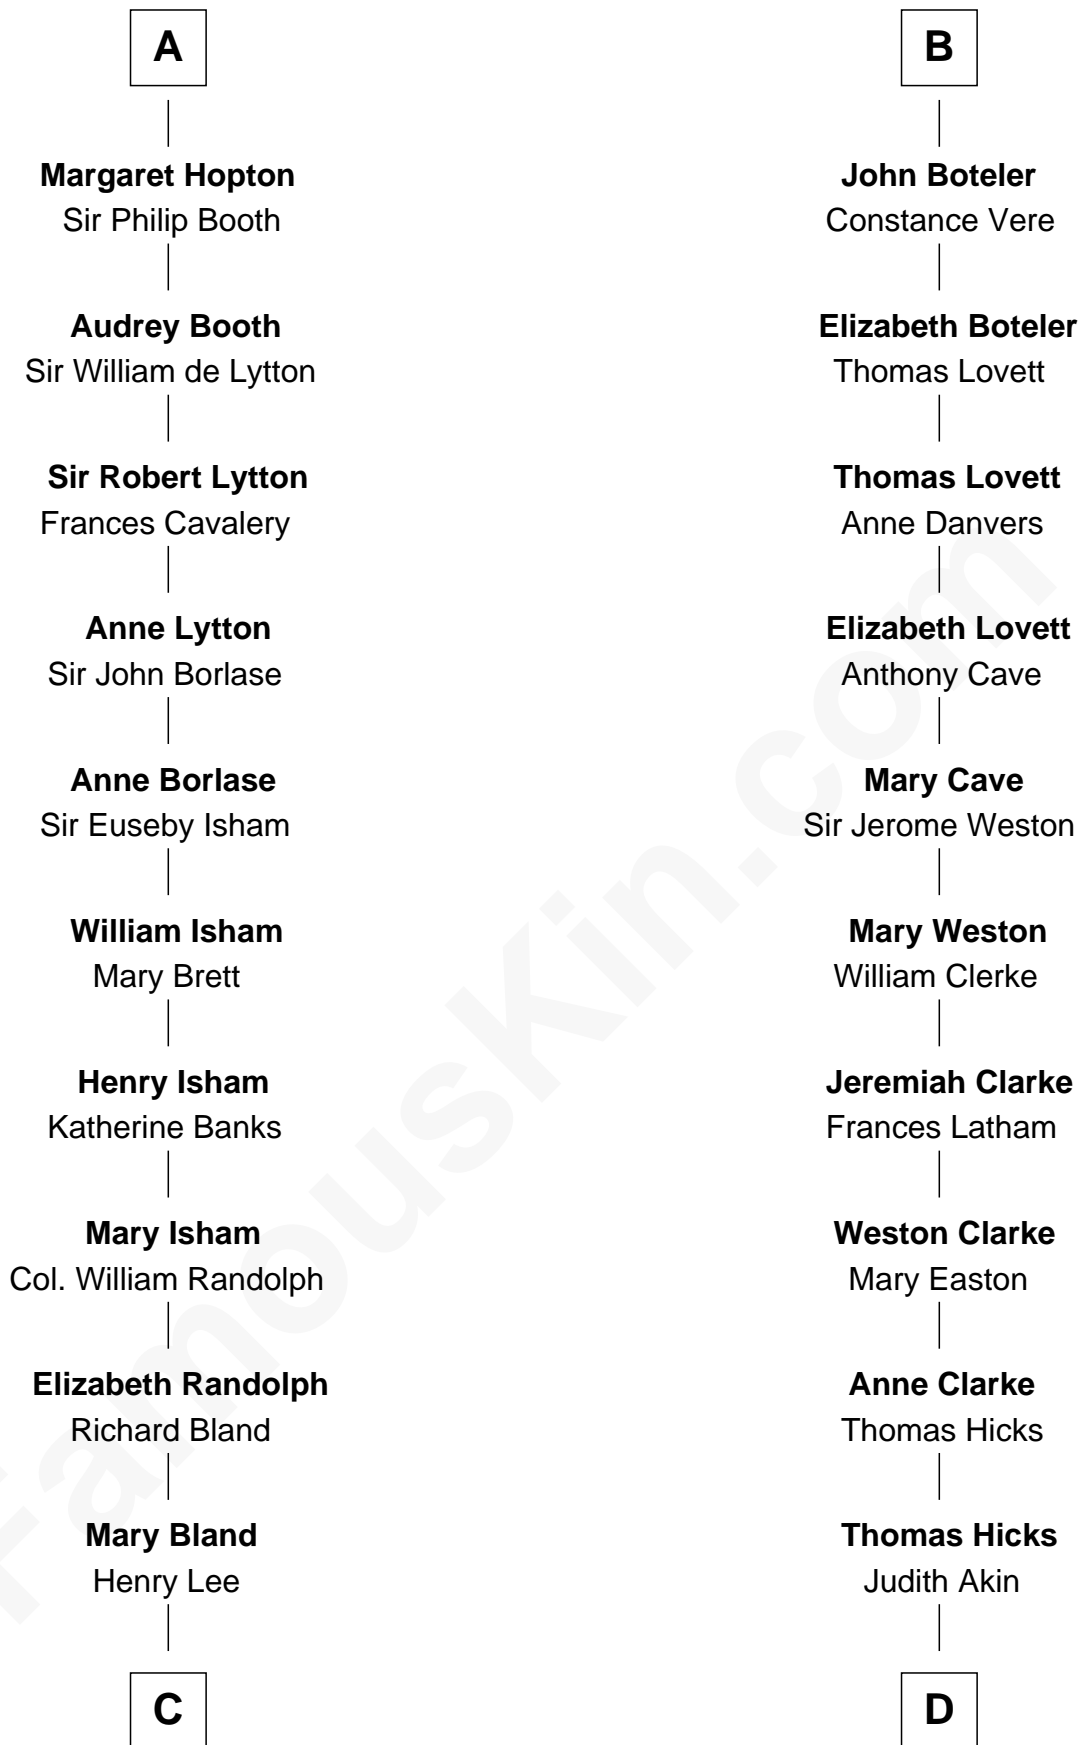 A
Margaret Hopton
Sir Philip Booth
Audrey Booth
Sir William de Lytton
Sir Robert Lytton
Frances Cavalery
Anne Lytton
Sir John Borlase
Anne Borlase
Sir Euseby Isham
William Isham
Mary Brett
Henry Isham
Katherine Banks
Mary Isham
Col. William Randolph
Elizabeth Randolph
Richard Bland
Mary Bland
Henry Lee
C
B
John Boteler
Constance Vere
Elizabeth Boteler
Thomas Lovett
Thomas Lovett
Anne Danvers
Elizabeth Lovett
Anthony Cave
Mary Cave
Sir Jerome Weston
Mary Weston
William Clerke
Jeremiah Clarke
Frances Latham
Weston Clarke
Mary Easton
Anne Clarke
Thomas Hicks
Thomas Hicks
Judith Akin
D
FamousKin.com